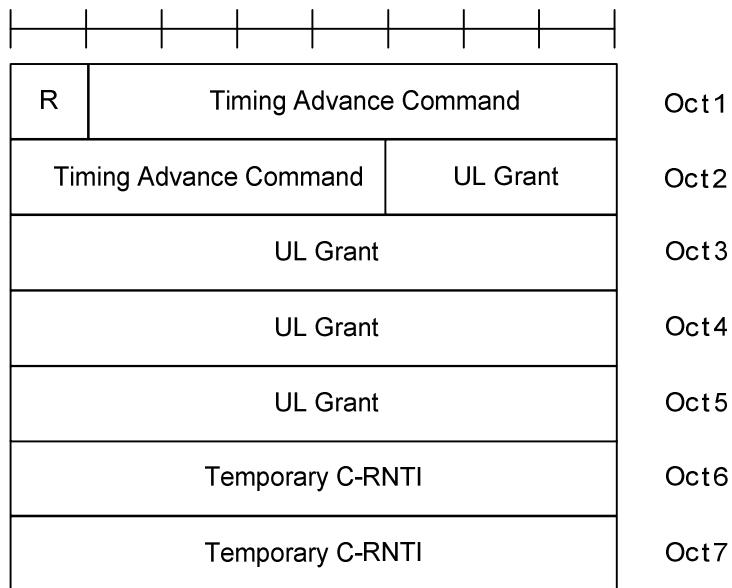 R Timing Advance Command Oct1
Timing Advance Command UL Grant Oct2
UL Grant Oct3
UL Grant Oct4
UL Grant Oct5
Temporary C-RNTI Oct6
Temporary C-RNTI Oct7